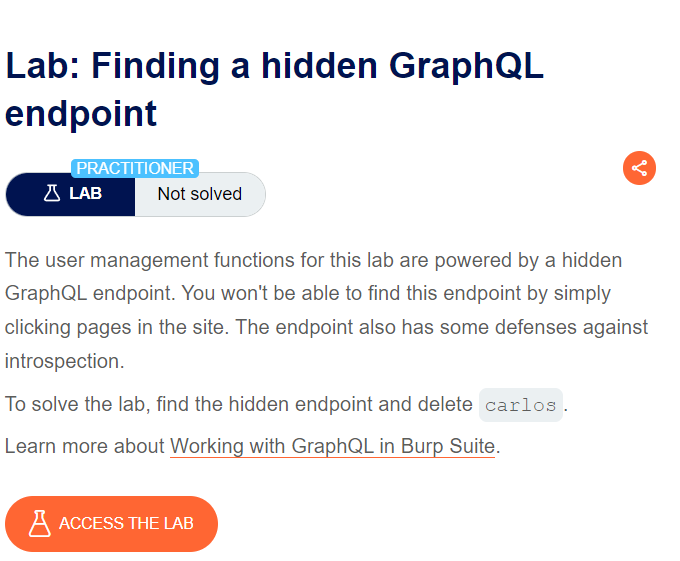 Lab: Finding a hidden GraphQL
endpoint
PRACTITIONER
LAB
Not solved
The user management functions for this lab are powered by a hidden
GraphQL endpoint. You won't be able to find this endpoint by simply
clicking pages in the site. The endpoint also has some defenses against
introspection.
To solve the lab, find the hidden endpoint and delete carlos.
Learn more about Working with GraphQL in Burp Suite.
ACCESS THE LAB